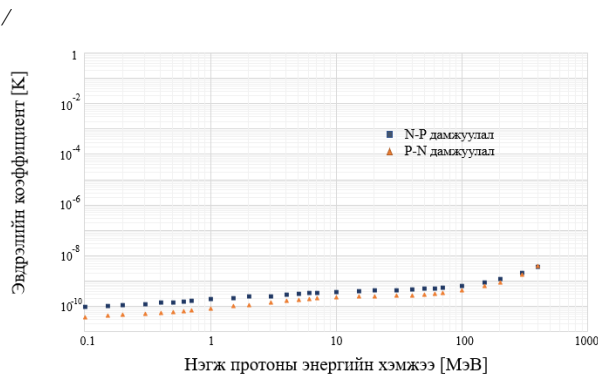 /
Эвдрэлийн коэффициент [K]
1
10⁻²
10⁻⁴
10⁻⁶
10⁻⁸
10⁻¹⁰
N-P дамжуулал
P-N дамжуулал
0.1 1 10 100 1000
Нэгж протоны энергийн хэмжээ [МэВ]